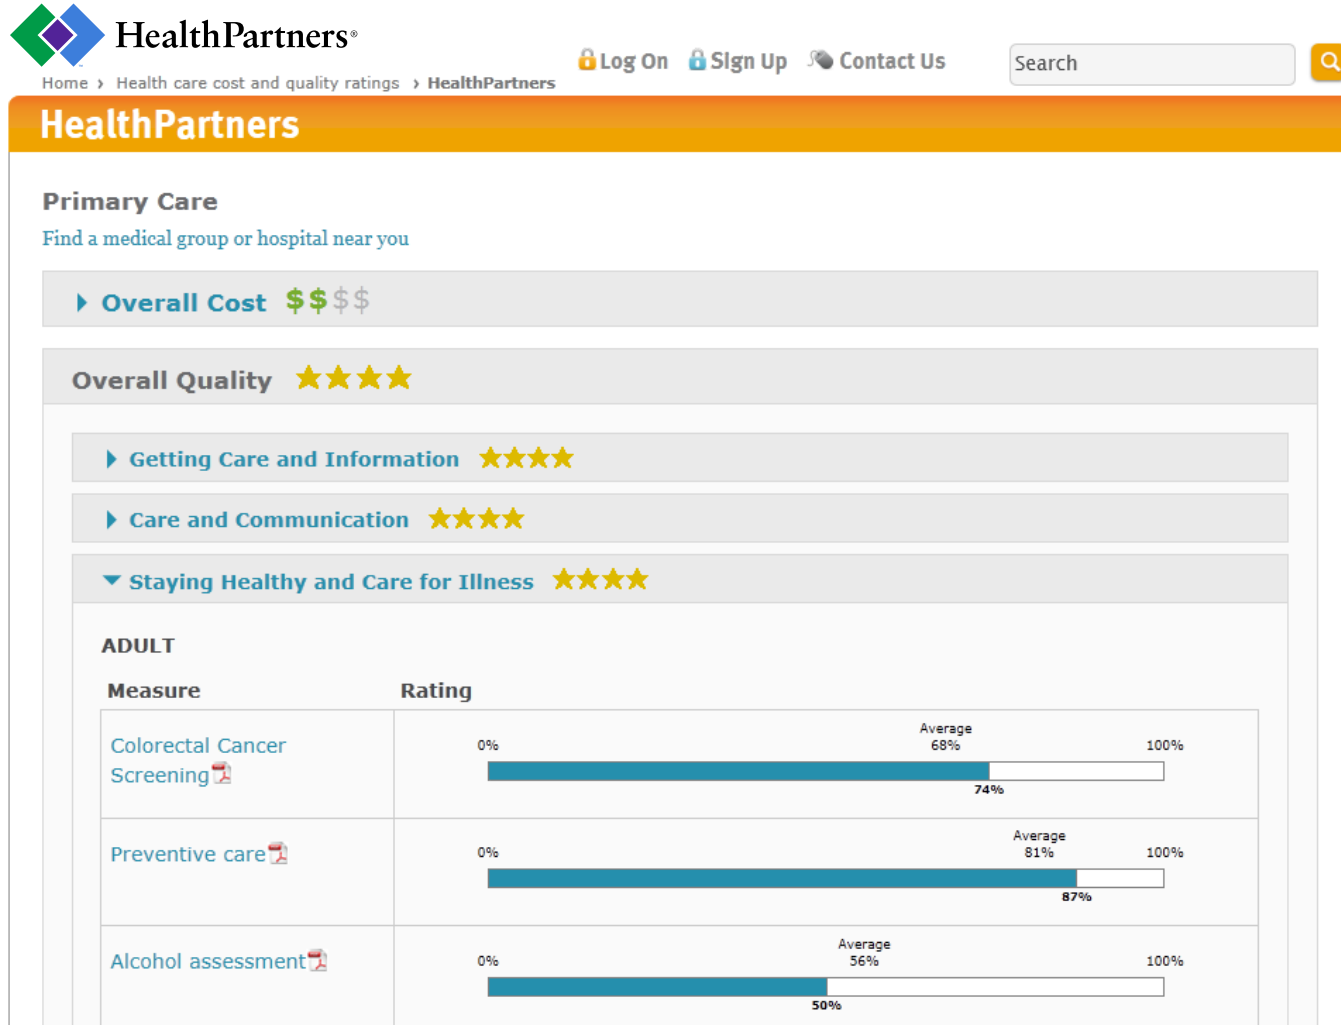 HealthPartners®
Log On Sign Up Contact Us Search
Home › Health care cost and quality ratings › HealthPartners
HealthPartners
Primary Care
Find a medical group or hospital near you
Overall Cost $$$$
Overall Quality
Getting Care and Information
Care and Communication
Staying Healthy and Care for Illness
ADULT
Measure Rating
Colorectal Cancer
Screening
Average
0% 68% 100%
74%
Preventive care
Average
0% 81% 100%
87%
Alcohol assessment
Average
0% 56% 100%
50%